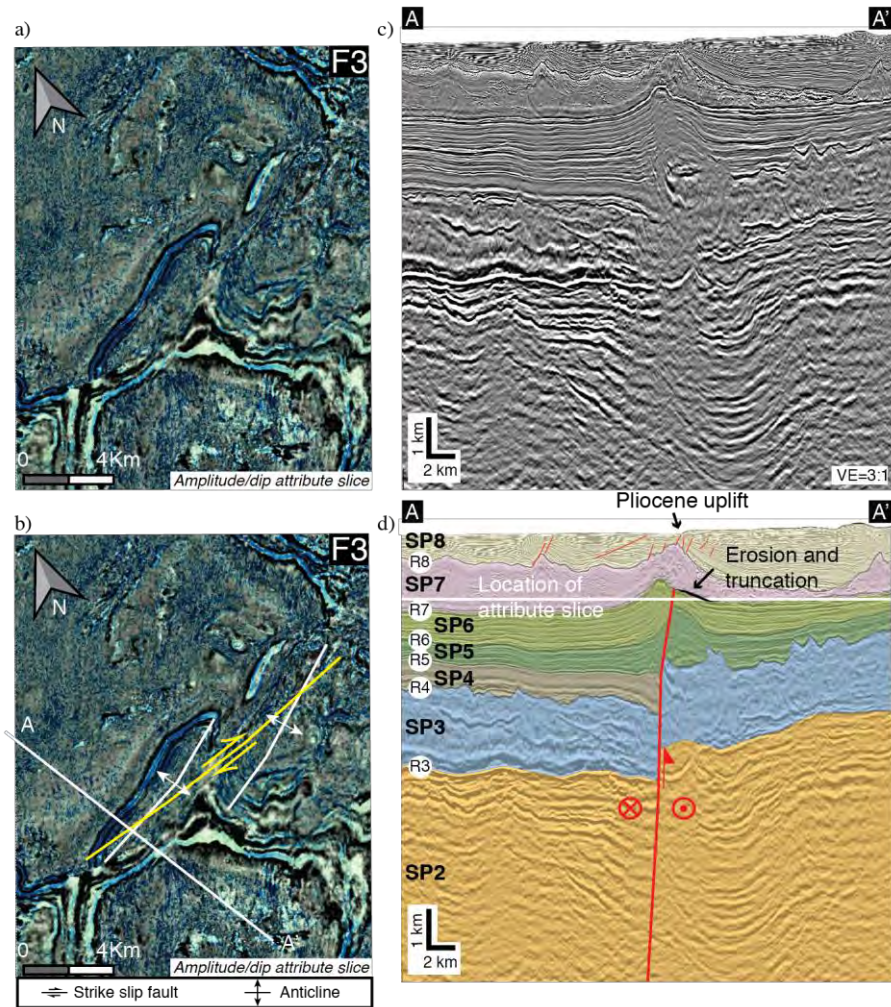 a)
F3
N
0 4Km
Amplitude/dip attribute slice
b)
F3
N
A
A'
0 4Km
Amplitude/dip attribute slice
Strike slip fault Anticline
c)
A A'
1 km
2 km
VE=3:1
d)
Pliocene uplift
A A'
SP8
R8
Erosion and
truncation
SP7
Location of
attribute slice
R7
SP6
R6
SP5
R5
SP4
R4
SP3
R3
SP2
1 km
2 km